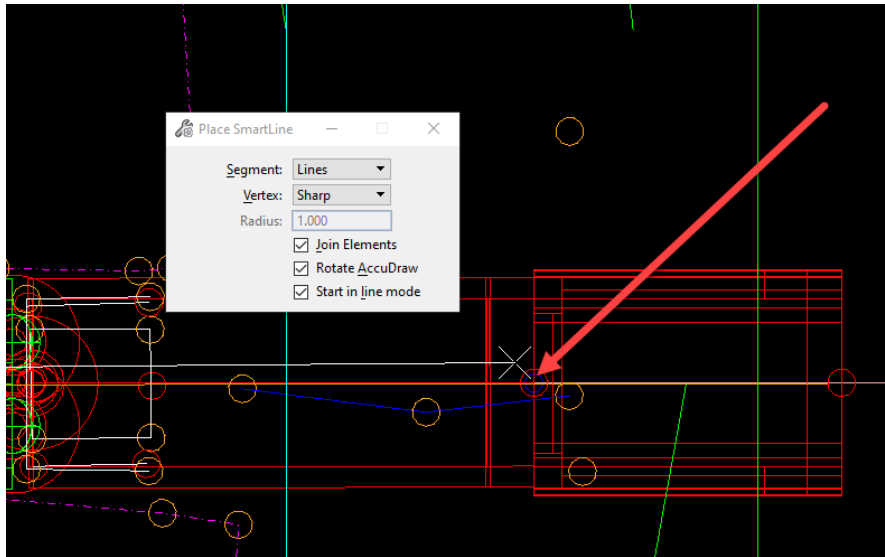 Place SmartLine
Segment: Lines
Vertex: Sharp
Radius: 1.000
Join Elements
Rotate AccuDraw
Start in line mode